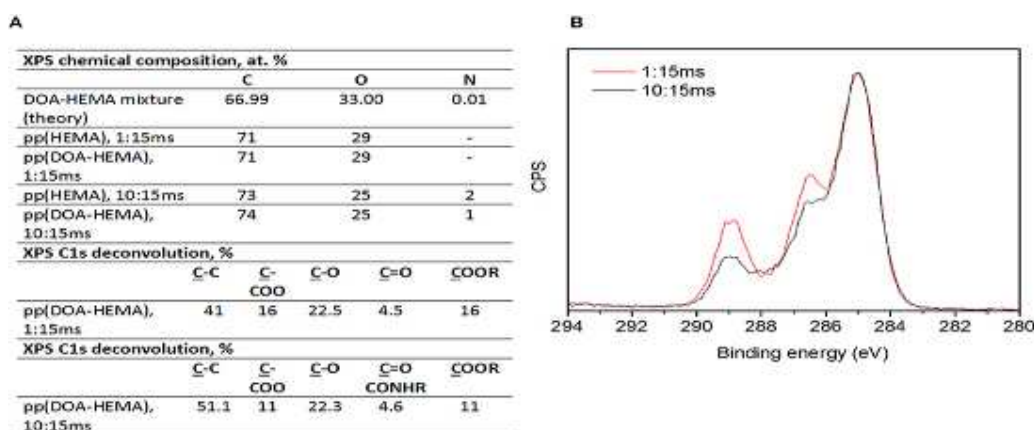 A
XPS chemical composition, at. %
C O N
DOA-HEMA mixture 66.99 33.00 0.01
(theory)
pp(HEMA), 1:15ms 71 29 -
pp(DOA-HEMA), 71 29 -
1:15ms
pp(HEMA), 10:15ms 73 25 2
pp(DOA-HEMA), 74 25 1
10:15ms
XPS C1s deconvolution, %
C-C C- C-O C=O COOR
COO
pp(DOA-HEMA), 41 16 22.5 4.5 16
1:15ms
XPS C1s deconvolution, %
C-C C- C-O C=O COOR
COO CONHR
pp(DOA-HEMA), 51.1 11 22.3 4.6 11
10:15ms
B
1:15ms
10:15ms
CPS
294 292 290 288 286 284 282 280
Binding energy (eV)